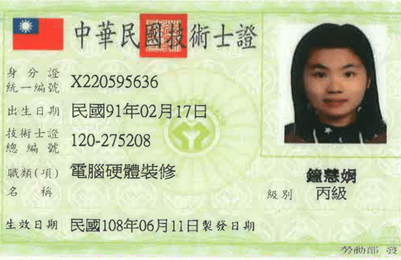 中華民國技術士證
身分證
統一編號 X220595636
出生日期 民國91年02月17日
技術士證
總編號 120-275208
職類(項)
名稱 電腦硬體裝修
鐘慧嫻
級別 丙級
生效日期 民國108年06月11日 製發日期
勞動部 發